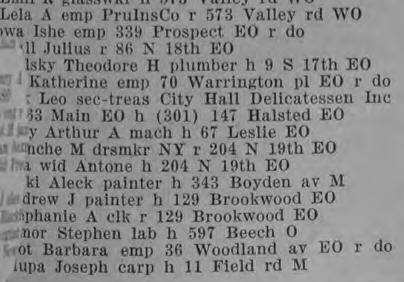 Lela A emp PruInsCo r 573 Valley rd WO
owa Ishe emp 339 Prospect EO r do
ll Julius r 86 N 18th EO
lsky Theodore H plumber h 9 S 17th EO
Katherine emp 70 Warrington pl EO r do
Leo sec-treas City Hall Delicatessen Inc
63 Main EO h (301) 147 Halsted EO
y Arthur A mach h 67 Leslie EO
nche M drsmkr NY r 204 N 19th EO
a wid Antone h 204 N 19th EO
ki Aleck painter h 343 Boyden av M
drew J painter h 129 Brookwood EO
phanie A clk r 129 Brookwood EO
nor Stephen lab h 597 Beech O
ot Barbara emp 36 Woodland av EO r do
upa Joseph carp h 11 Field rd M